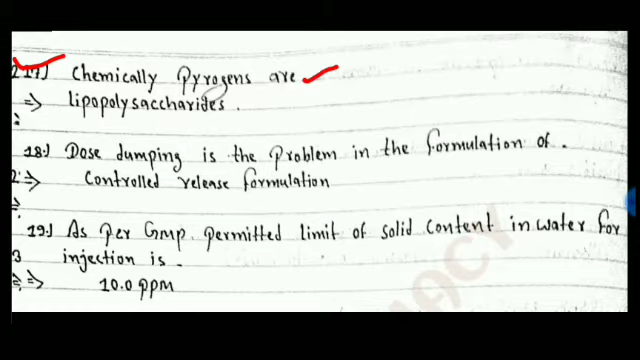 17.) Chemically Pyrogens are
⇒ Lipopolysaccharides.
18.) Dose dumping is the problem in the formulation of.
⇒ Controlled release formulation
19.) As per GMP permitted limit of solid content in water for
injection is.
⇒ 10.0 ppm
MACY